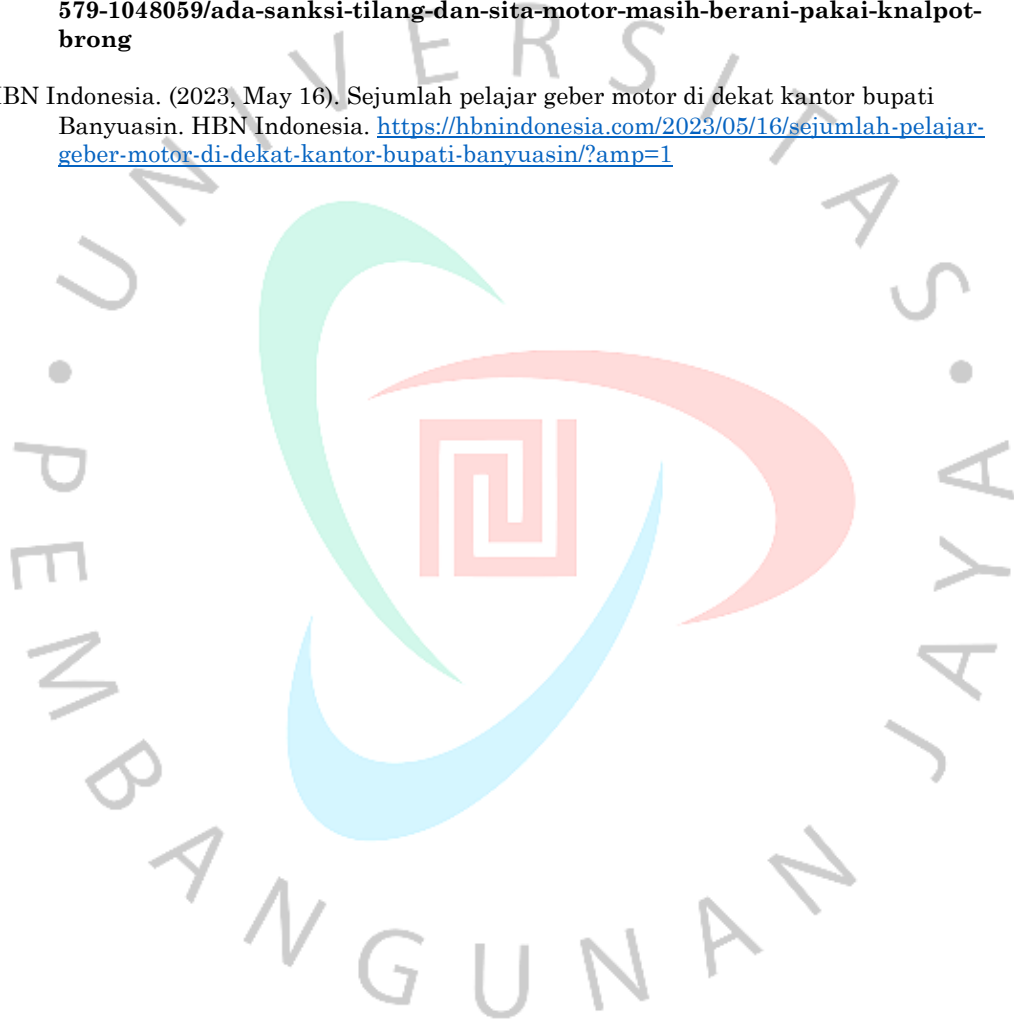 579-1048059/ada-sanksi-tilang-dan-sita-motor-masih-berani-pakai-knalpot-
brong
HBN Indonesia. (2023, May 16). Sejumlah pelajar geber motor di dekat kantor bupati
Banyuasin. HBN Indonesia. https://hbnindonesia.com/2023/05/16/sejumlah-pelajar-
geber-motor-di-dekat-kantor-bupati-banyuasin/?amp=1
UNIVERSITAS • PEMBANGUNAN JAYA •